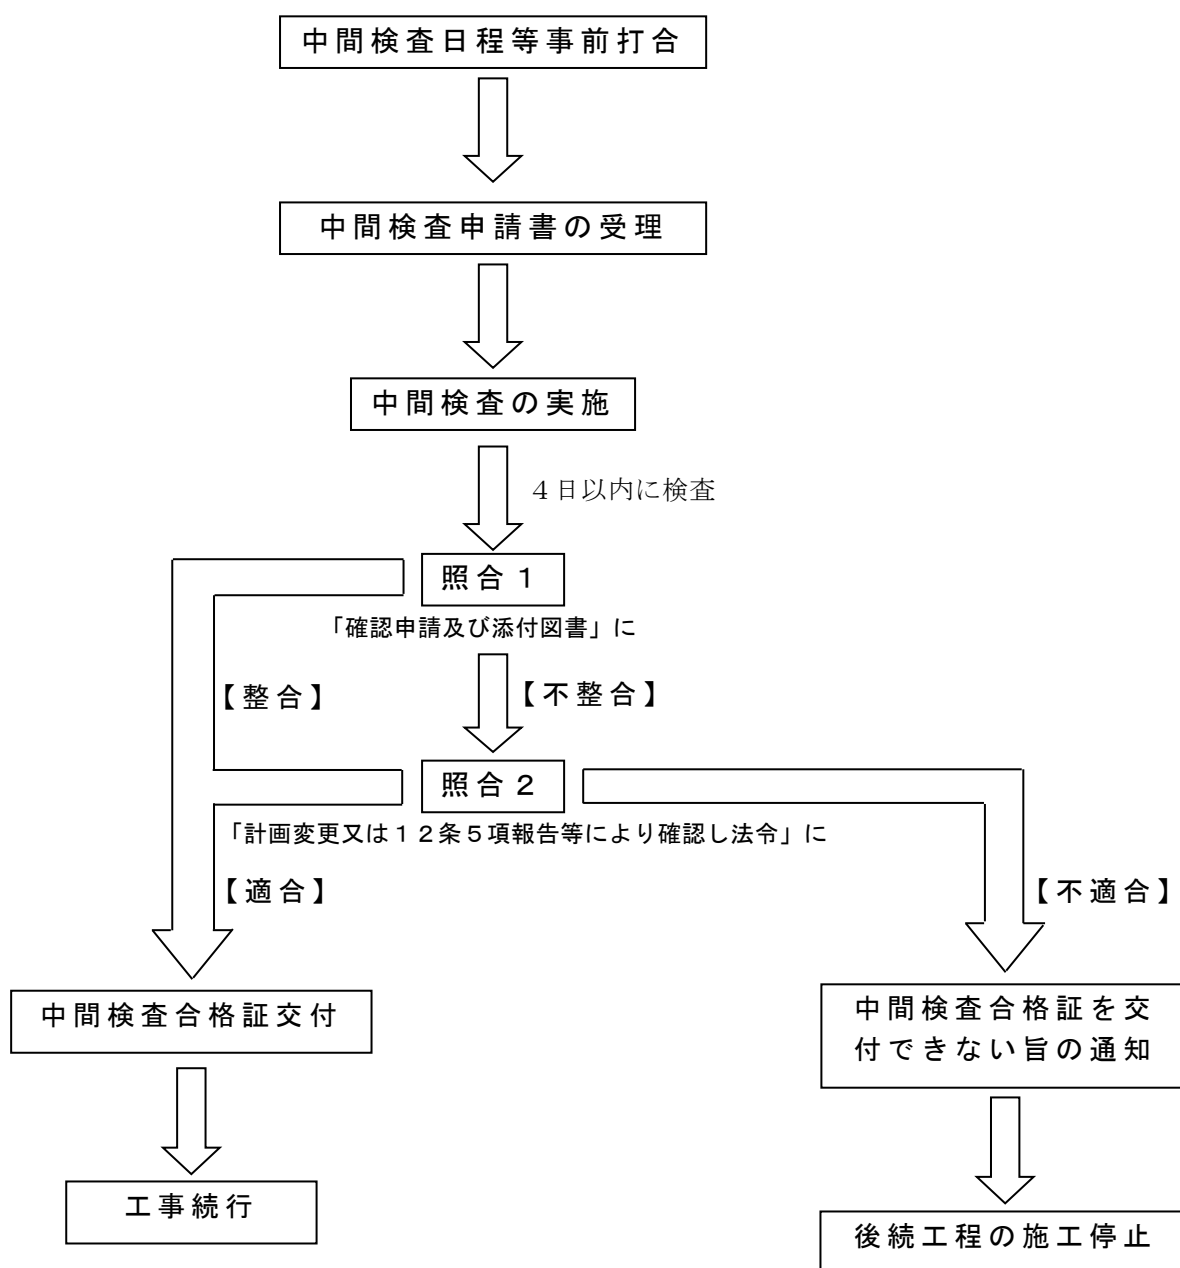 中間検査日程等事前打合
中間検査申請書の受理
中間検査の実施
４日以内に検査
照合１
「確認申請及び添付図書」に
【整合】
【不整合】
照合２
「計画変更又は１２条５項報告等により確認し法令」に
【適合】
【不適合】
中間検査合格証交付
中間検査合格証を交
付できない旨の通知
工事続行
後続工程の施工停止